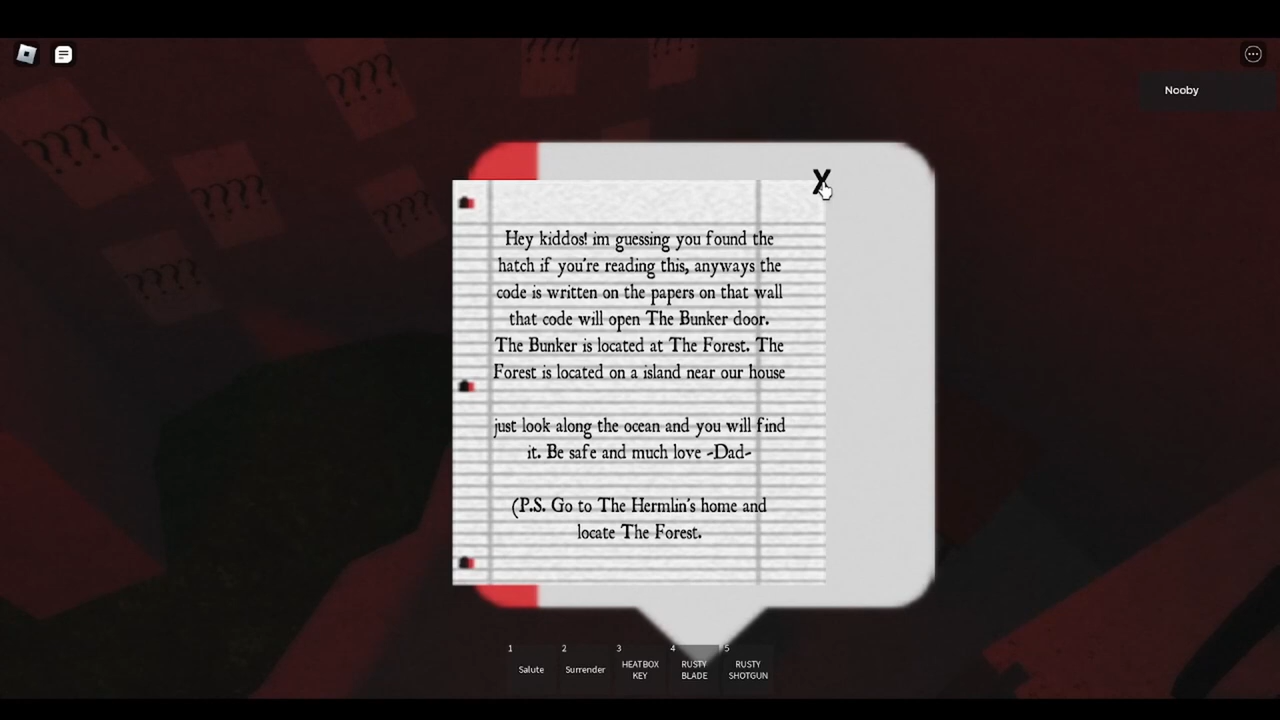 ????
????
????
????
????
????
????
Nooby
X
Hey kiddos! im guessing you found the
hatch if you're reading this, anyways the
code is written on the papers on that wall
that code will open The Bunker door.
The Bunker is located at The Forest. The
Forest is located on a island near our house
just look along the ocean and you will find
it. Be safe and much love -Dad-
(P.S. Go to The Hermlin's home and
locate The Forest.
1 2 3 4 5
Salute Surrender HEATBOX KEY RUSTY BLADE RUSTY SHOTGUN